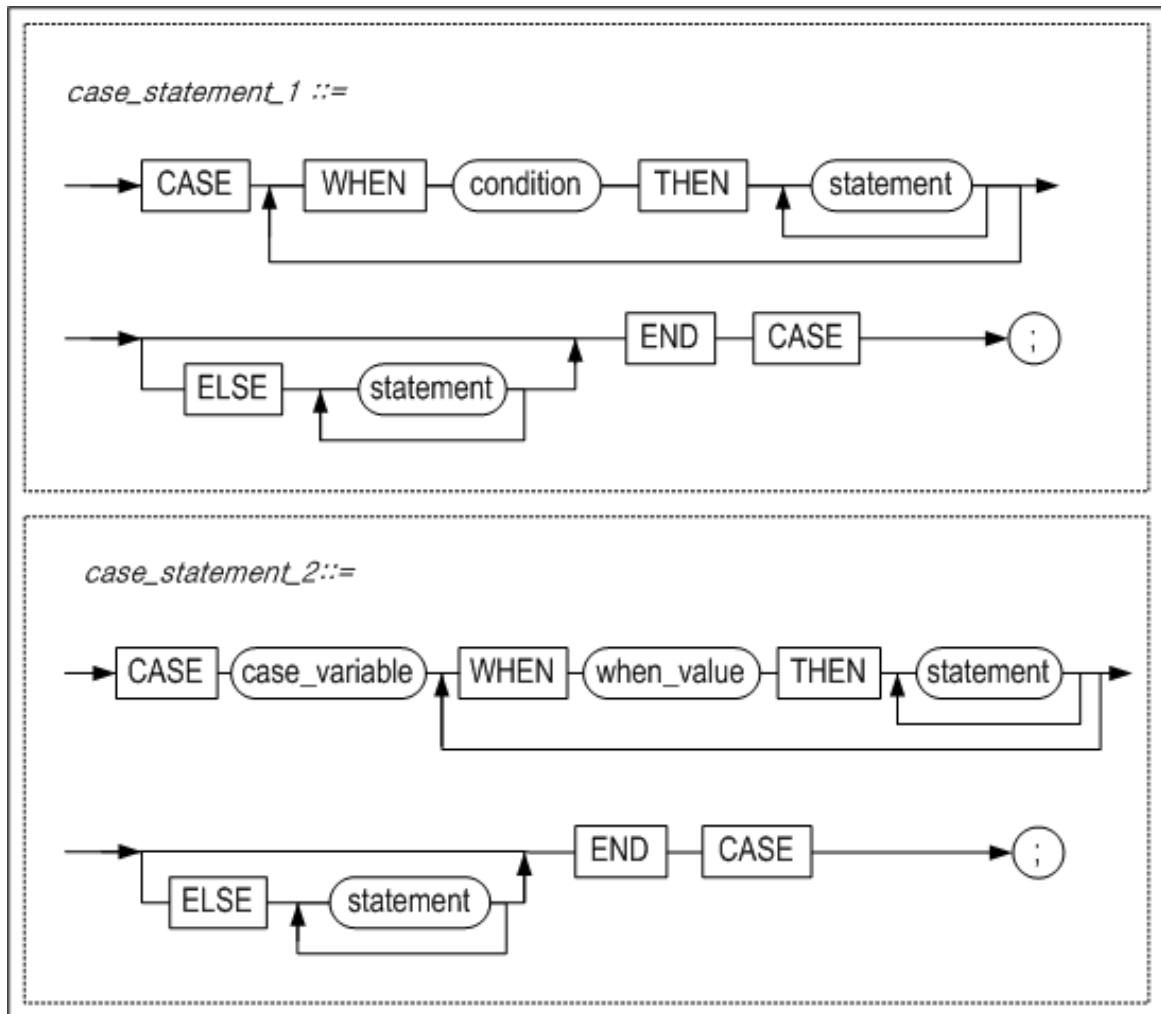 case_statement_1 ::=
CASE WHEN condition THEN statement
ELSE statement END CASE ;
case_statement_2::=
CASE case_variable WHEN when_value THEN statement
ELSE statement END CASE ;